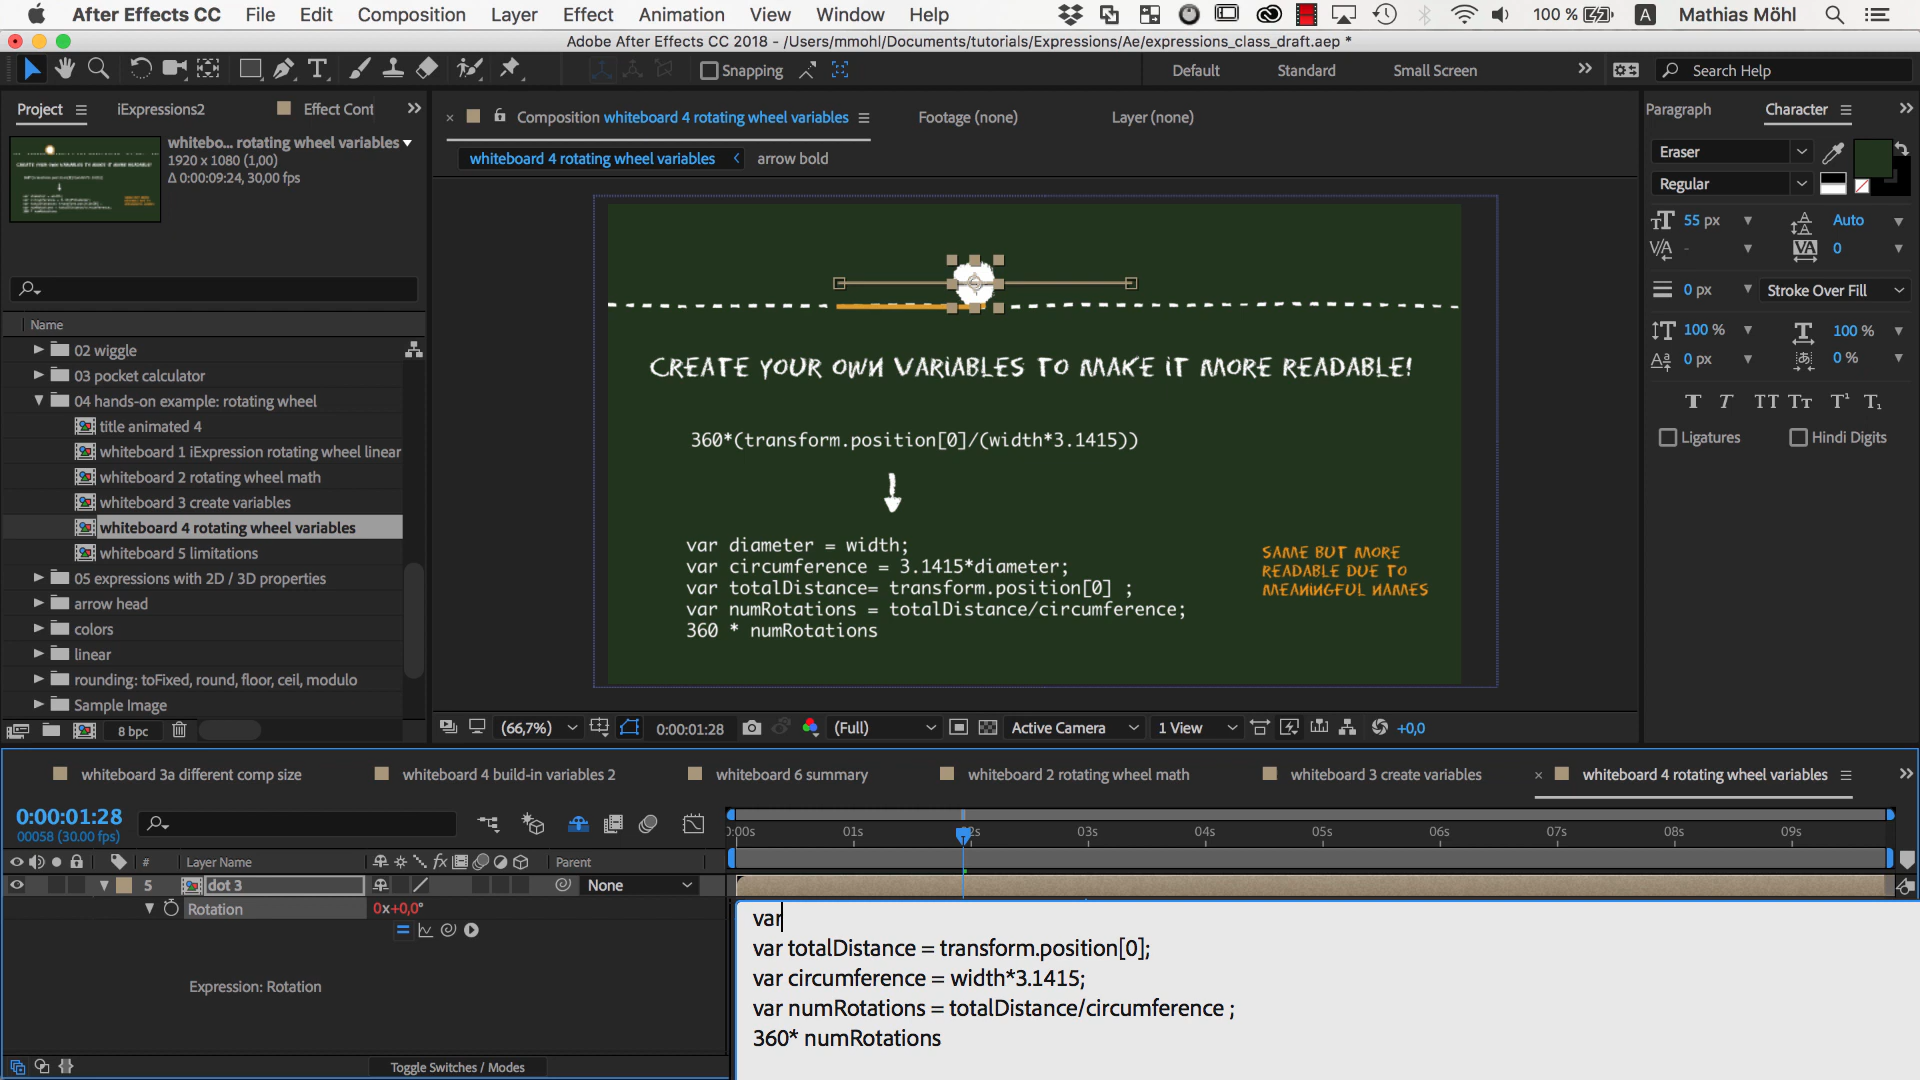 After Effects CC File Edit Composition Layer Effect Animation View Window Help 100 % A Mathias Möhl
Adobe After Effects CC 2018 - /Users/mmohl/Documents/tutorials/Expressions/Ae/expressions_class_draft.aep *
Snapping Default Standard Small Screen Search Help
Project iExpressions2 Effect Cont
Composition whiteboard 4 rotating wheel variables Footage (none) Layer (none)
Paragraph Character
whitebo... rotating wheel variables
1920 x 1080 (1,00)
Δ 0:00:09:24, 30,00 fps
whiteboard 4 rotating wheel variables arrow bold
Eraser
Regular
55 px Auto
- 0
0 px Stroke Over Fill
100 % 100 %
0 px 0 %
Ligatures Hindi Digits
Name
02 wiggle
03 pocket calculator
04 hands-on example: rotating wheel
title animated 4
whiteboard 1 iExpression rotating wheel linear
whiteboard 2 rotating wheel math
whiteboard 3 create variables
whiteboard 4 rotating wheel variables
whiteboard 5 limitations
05 expressions with 2D / 3D properties
arrow head
colors
linear
rounding: toFixed, round, floor, ceil, modulo
Sample Image
8 bpc
CREATE YOUR OWN VARIABLES TO MAKE IT MORE READABLE!
360*(transform.position[0]/(width*3.1415))
var diameter = width;
var circumference = 3.1415*diameter;
var totalDistance= transform.position[0] ;
var numRotations = totalDistance/circumference;
360 * numRotations
SAME BUT MORE
READABLE DUE TO
MEANINGFUL NAMES
(66,7%) 0:00:01:28 (Full) Active Camera 1 View +0,0
whiteboard 3a different comp size whiteboard 4 build-in variables 2 whiteboard 6 summary whiteboard 2 rotating wheel math whiteboard 3 create variables whiteboard 4 rotating wheel variables
0:00:01:28
00058 (30.00 fps)
:00s 01s 2s 03s 04s 05s 06s 07s 08s 09s
# Layer Name fx Parent
5 dot 3 None
Rotation 0x+0,0°
Expression: Rotation
var
var totalDistance = transform.position[0];
var circumference = width*3.1415;
var numRotations = totalDistance/circumference ;
360* numRotations
Toggle Switches / Modes